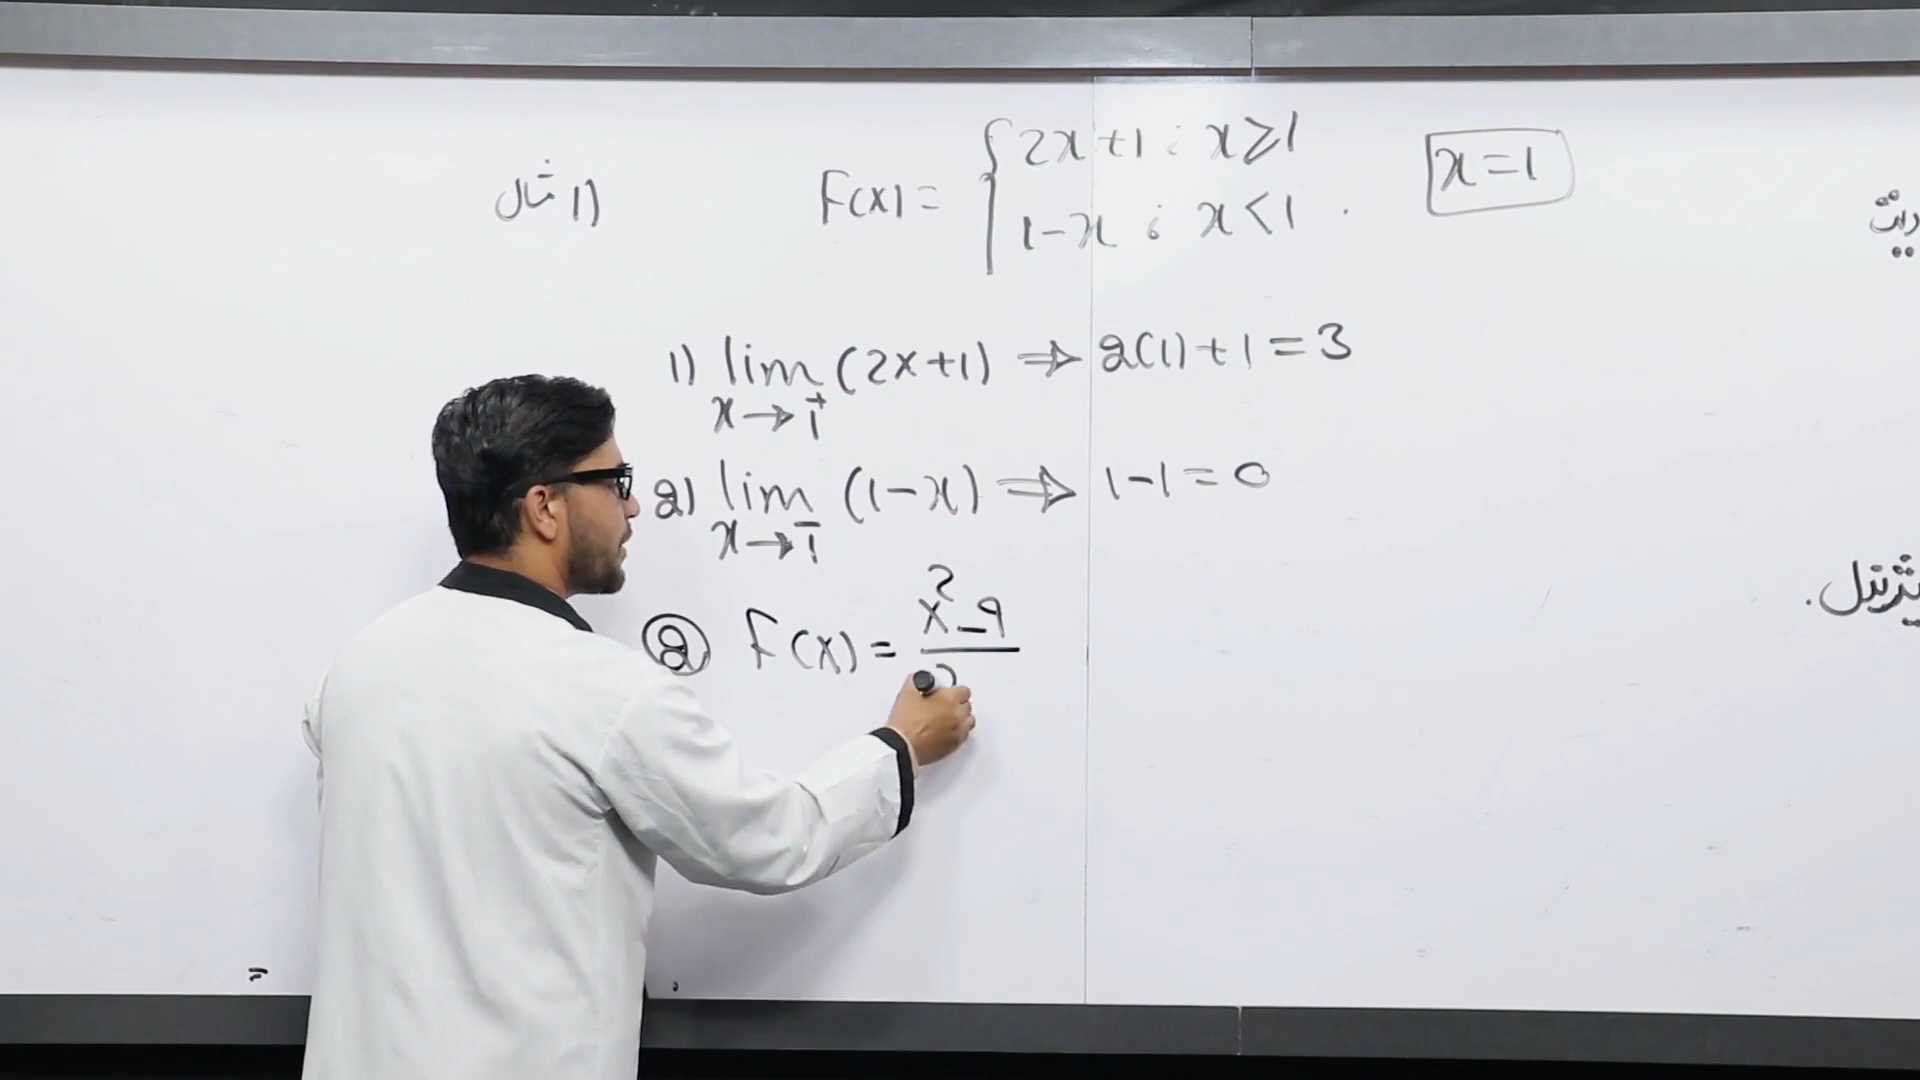 مثال (1
F(x) = { 2x+1 ; x≥1
1-x ; x<1 .
x=1
1) lim (2x+1) ⇒ 2(1)+1=3
x→1⁺
2) lim (1-x) ⇒ 1-1=0
x→1⁻
② F(x) = x²-9